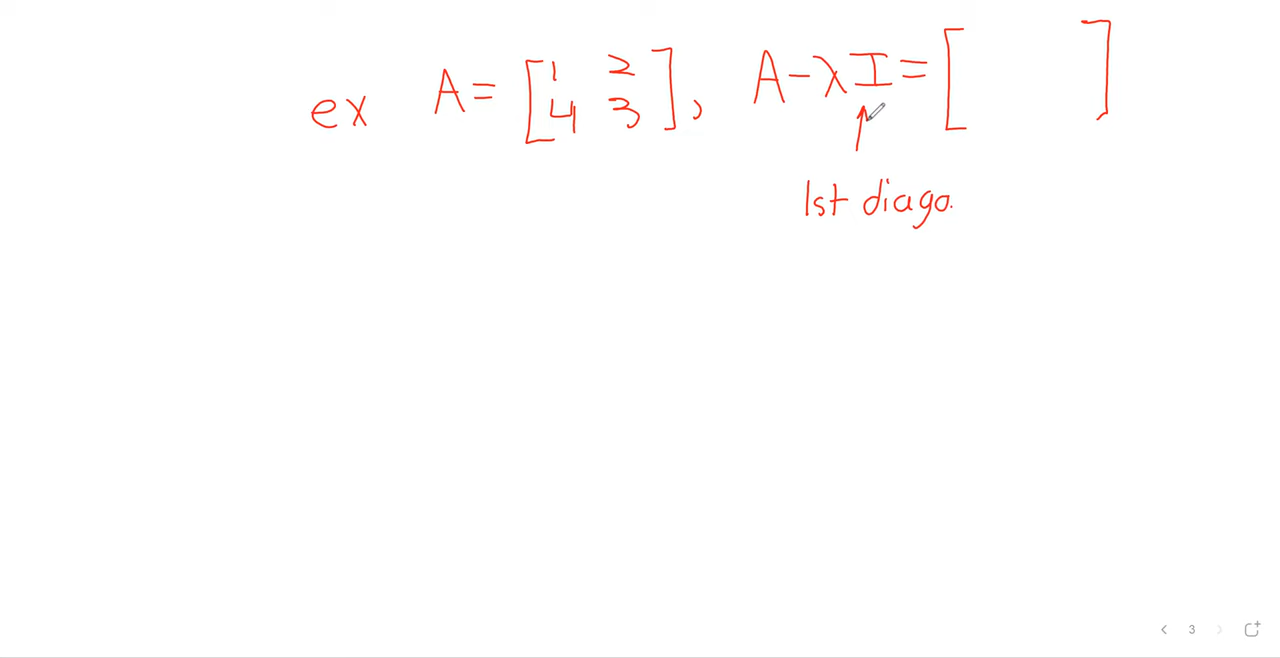 ex A = [1 2 4 3], A - λI = [ ]
1st diago.
3